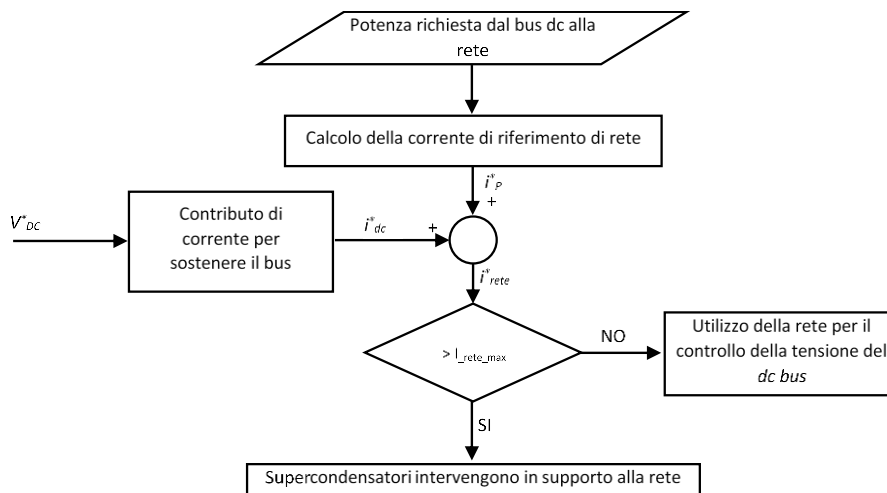 Potenza richiesta dal bus dc alla
rete
Calcolo della corrente di riferimento di rete
i*P
+
V*DC
Contributo di
corrente per
sostenere il bus
i*dc
+
i*rete
> I_rete_max
NO
Utilizzo della rete per il
controllo della tensione del
dc bus
SI
Supercondensatori intervengono in supporto alla rete